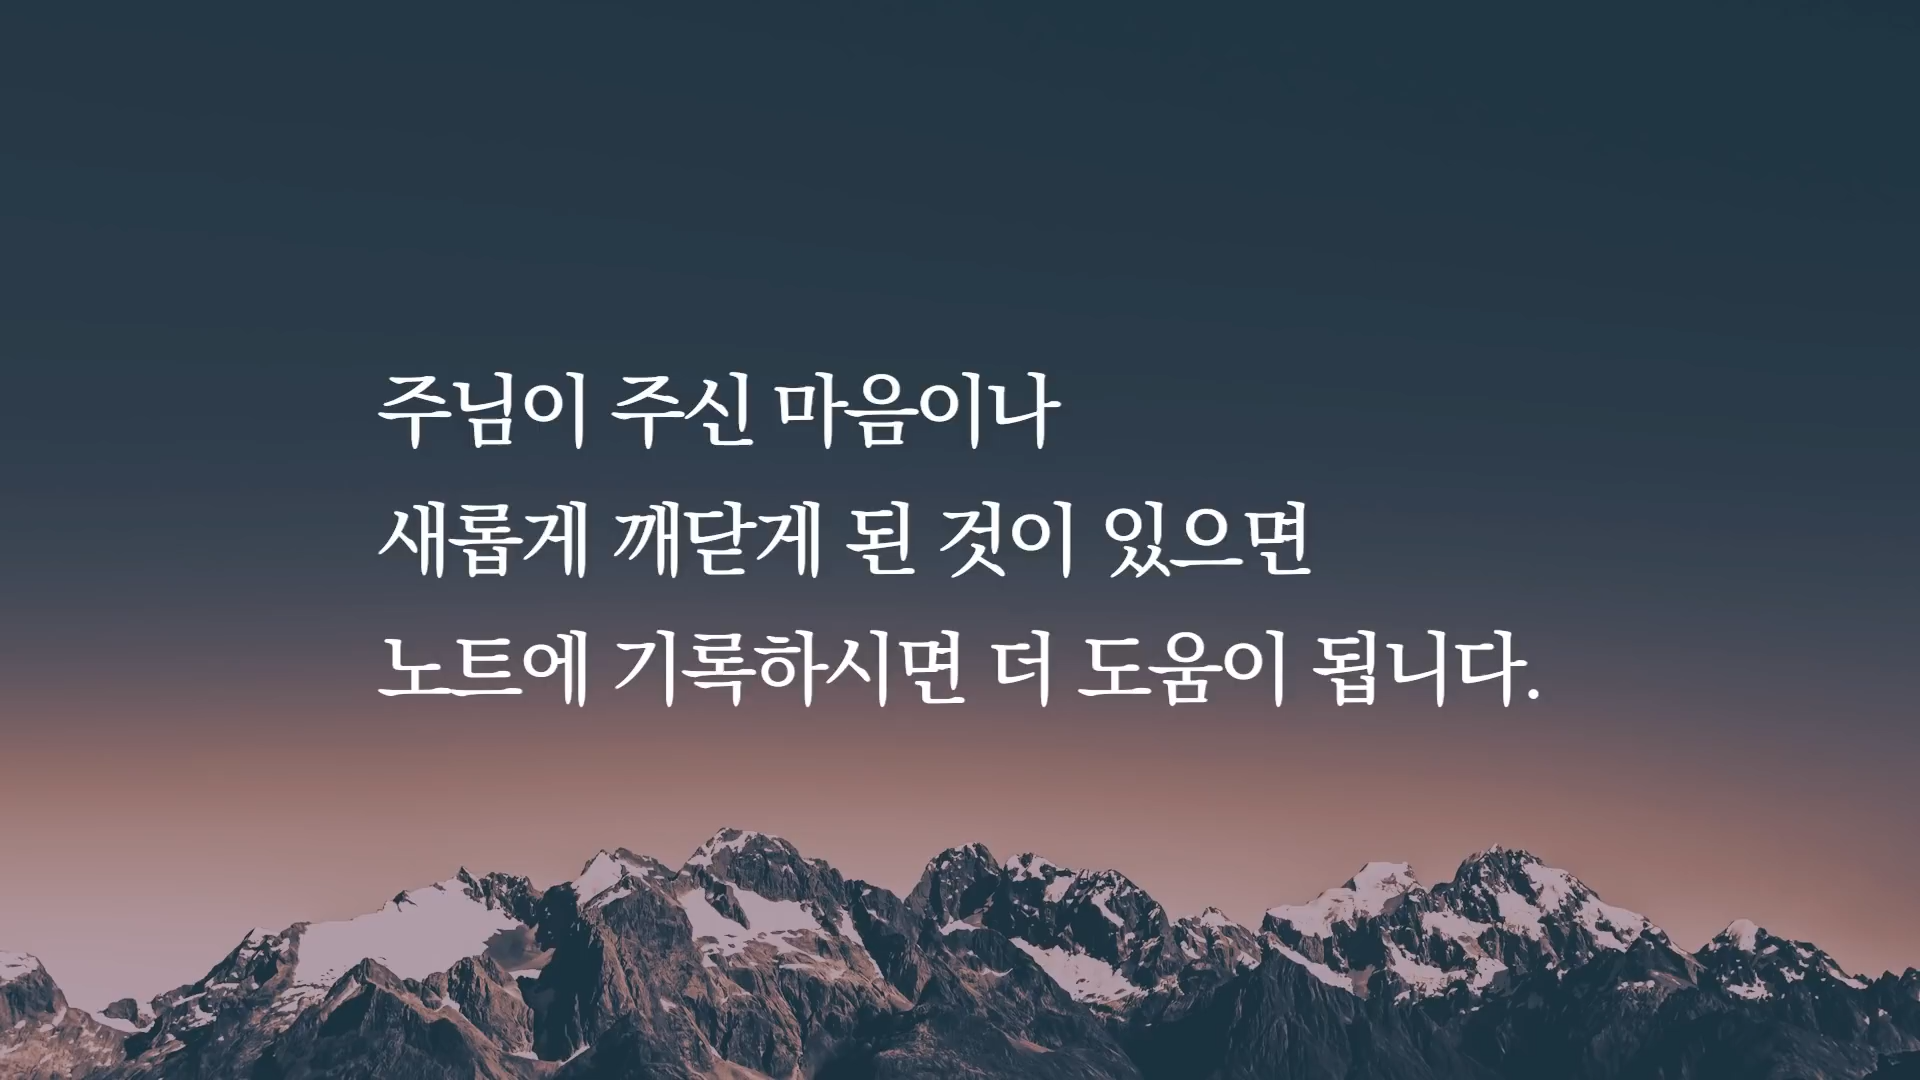 주님이 주신 마음이나
새롭게 깨닫게 된 것이 있으면
노트에 기록하시면 더 도움이 됩니다.